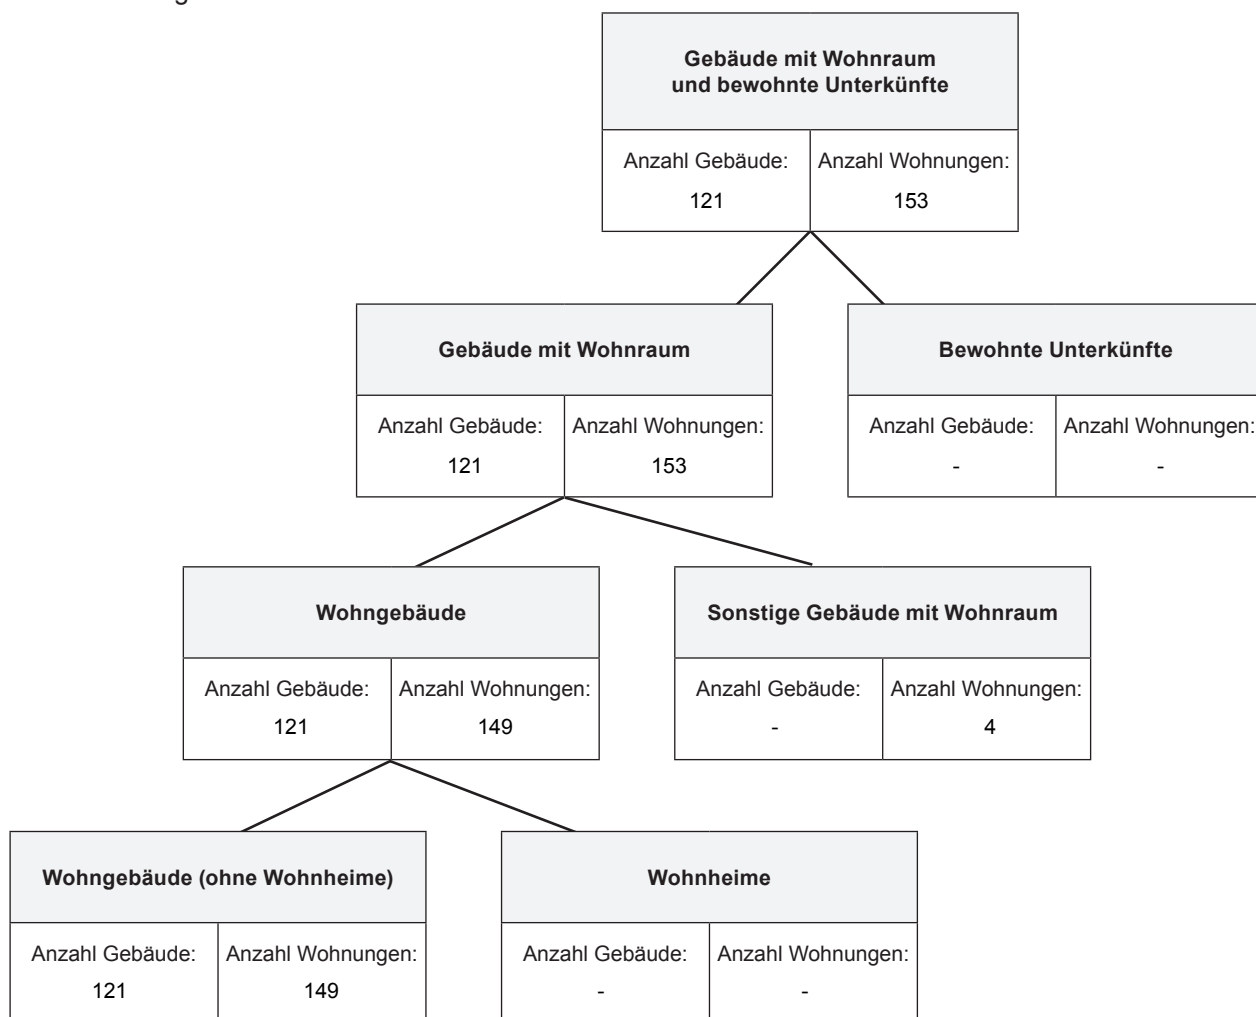 Gebäude mit Wohnraum
und bewohnte Unterkünfte
Anzahl Gebäude: Anzahl Wohnungen:
121 153
Gebäude mit Wohnraum Bewohnte Unterkünfte
Anzahl Gebäude: Anzahl Wohnungen: Anzahl Gebäude: Anzahl Wohnungen:
121 153 - -
Wohngebäude Sonstige Gebäude mit Wohnraum
Anzahl Gebäude: Anzahl Wohnungen: Anzahl Gebäude: Anzahl Wohnungen:
121 149 - 4
Wohngebäude (ohne Wohnheime) Wohnheime
Anzahl Gebäude: Anzahl Wohnungen: Anzahl Gebäude: Anzahl Wohnungen:
121 149 - -